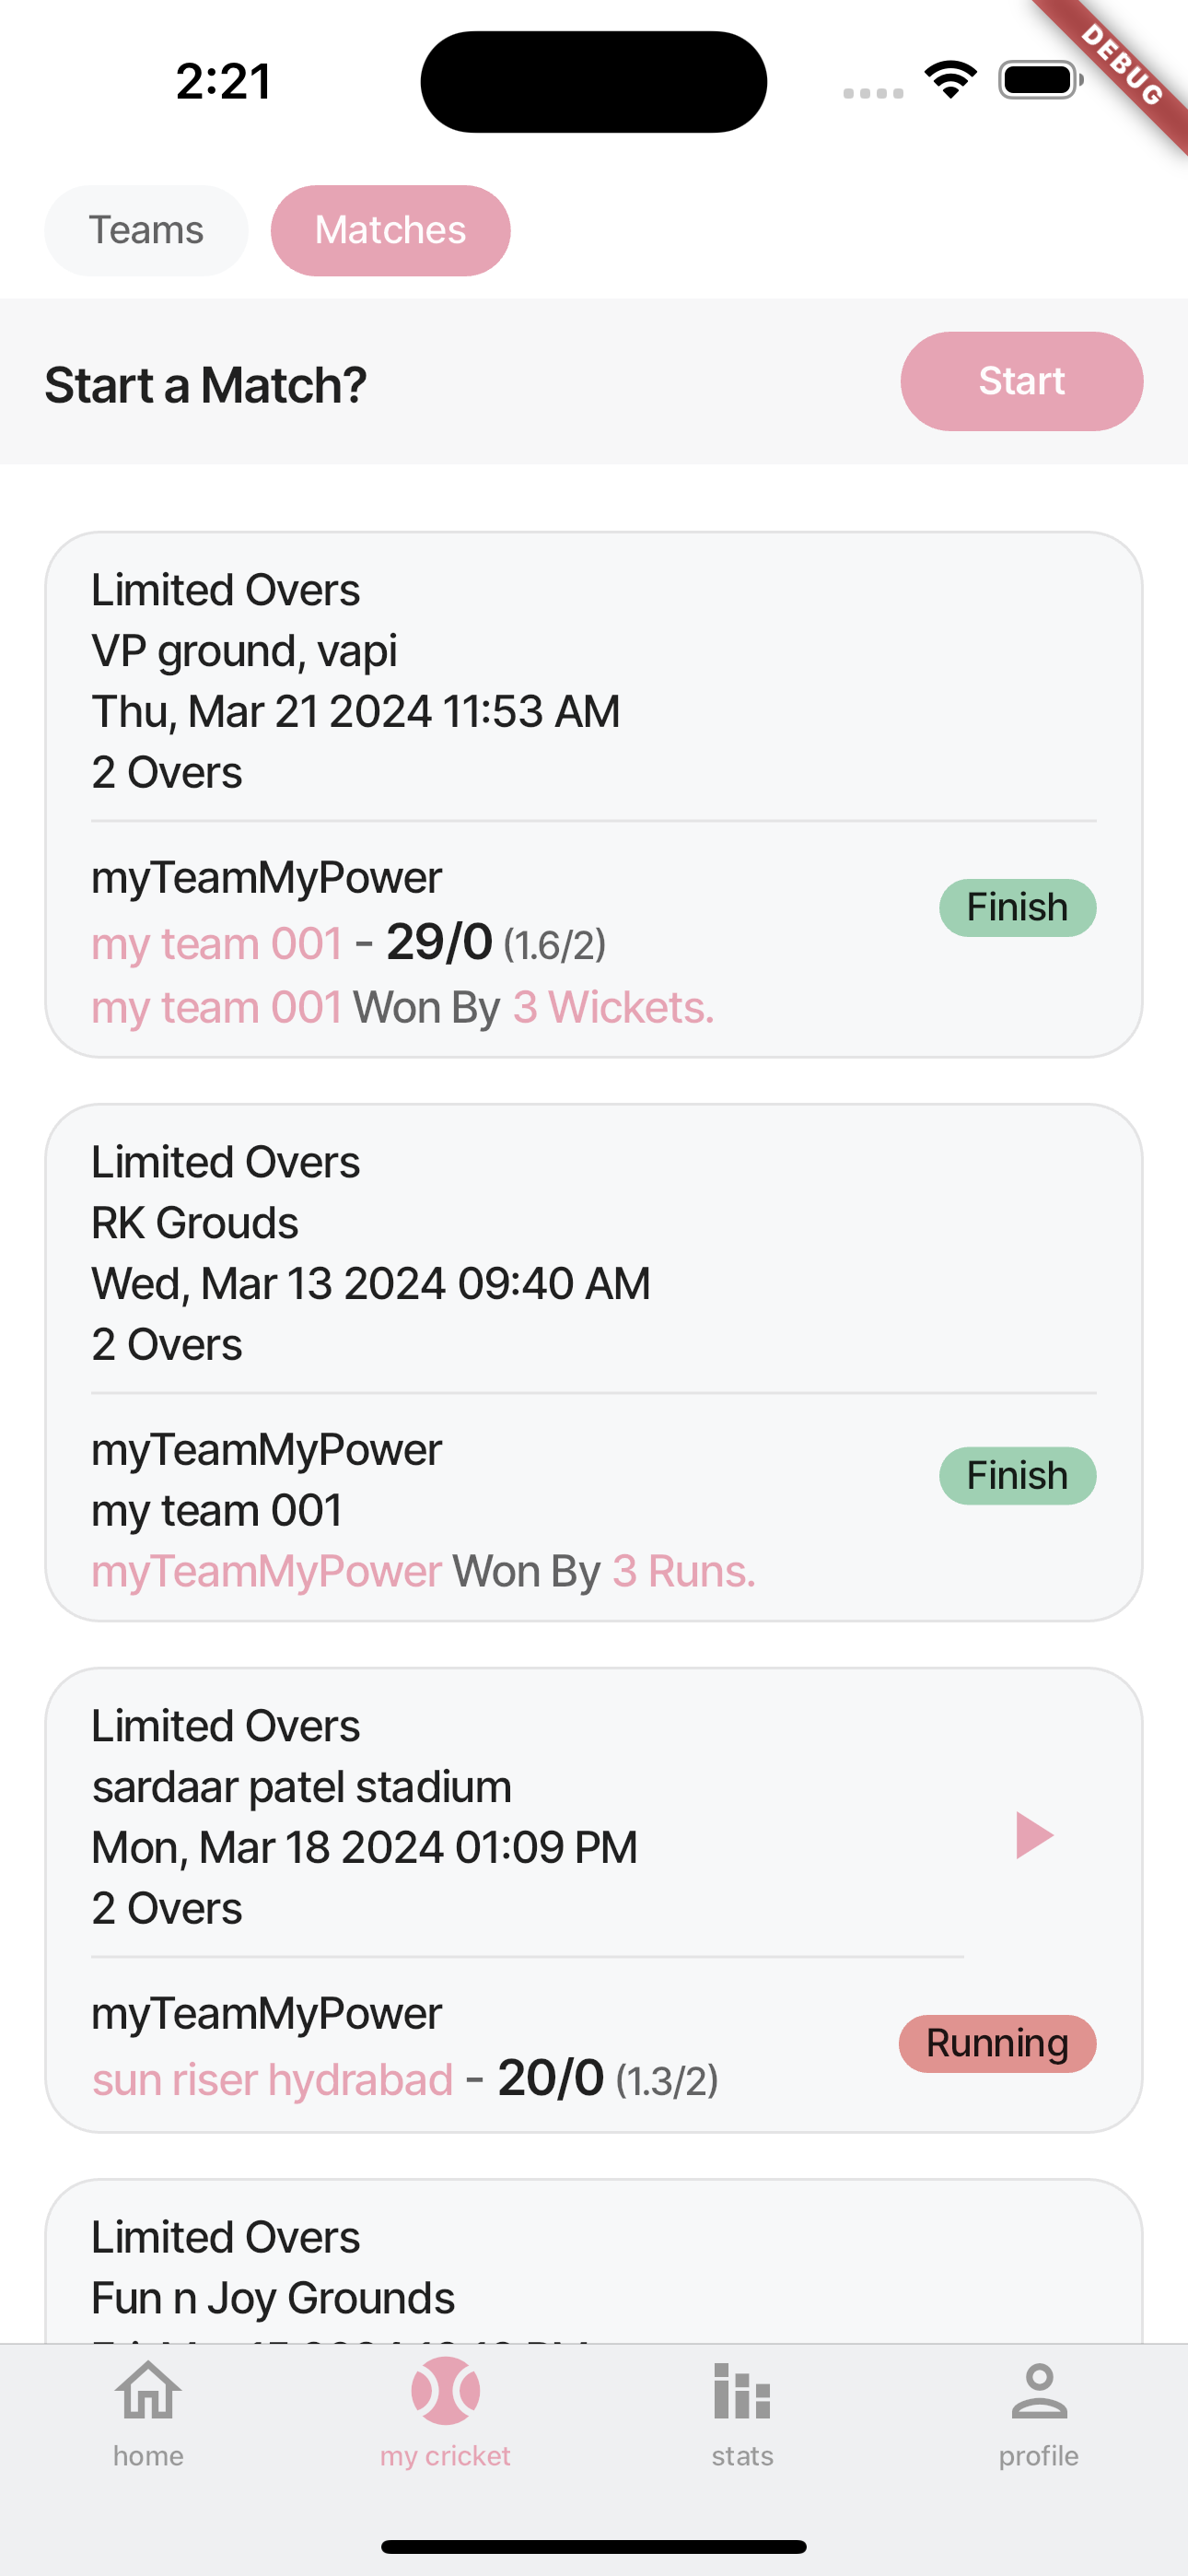 2:21
DEBUG
Teams Matches
Start a Match? Start
Limited Overs
VP ground, vapi
Thu, Mar 21 2024 11:53 AM
2 Overs
myTeamMyPower
Finish
my team 001 - 29/0 (1.6/2)
my team 001 Won By 3 Wickets.
Limited Overs
RK Grouds
Wed, Mar 13 2024 09:40 AM
2 Overs
myTeamMyPower
Finish
my team 001
myTeamMyPower Won By 3 Runs.
Limited Overs
sardaar patel stadium
Mon, Mar 18 2024 01:09 PM
2 Overs
myTeamMyPower
Running
sun riser hydrabad - 20/0 (1.3/2)
Limited Overs
Fun n Joy Grounds
home my cricket stats profile